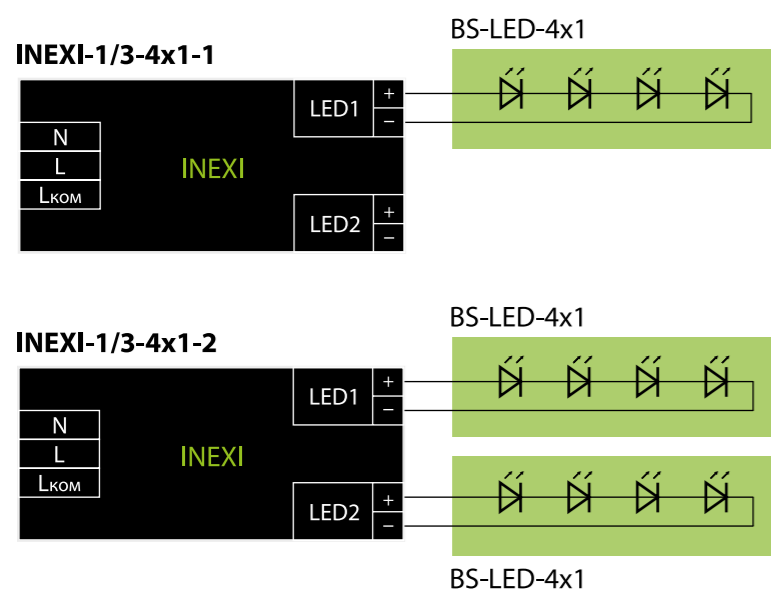 BS-LED-4x1
INEXI-1/3-4x1-1
LED1
+
−
N
L
Lком
INEXI
LED2
+
−
BS-LED-4x1
INEXI-1/3-4x1-2
LED1
+
−
N
L
Lком
INEXI
LED2
+
−
BS-LED-4x1